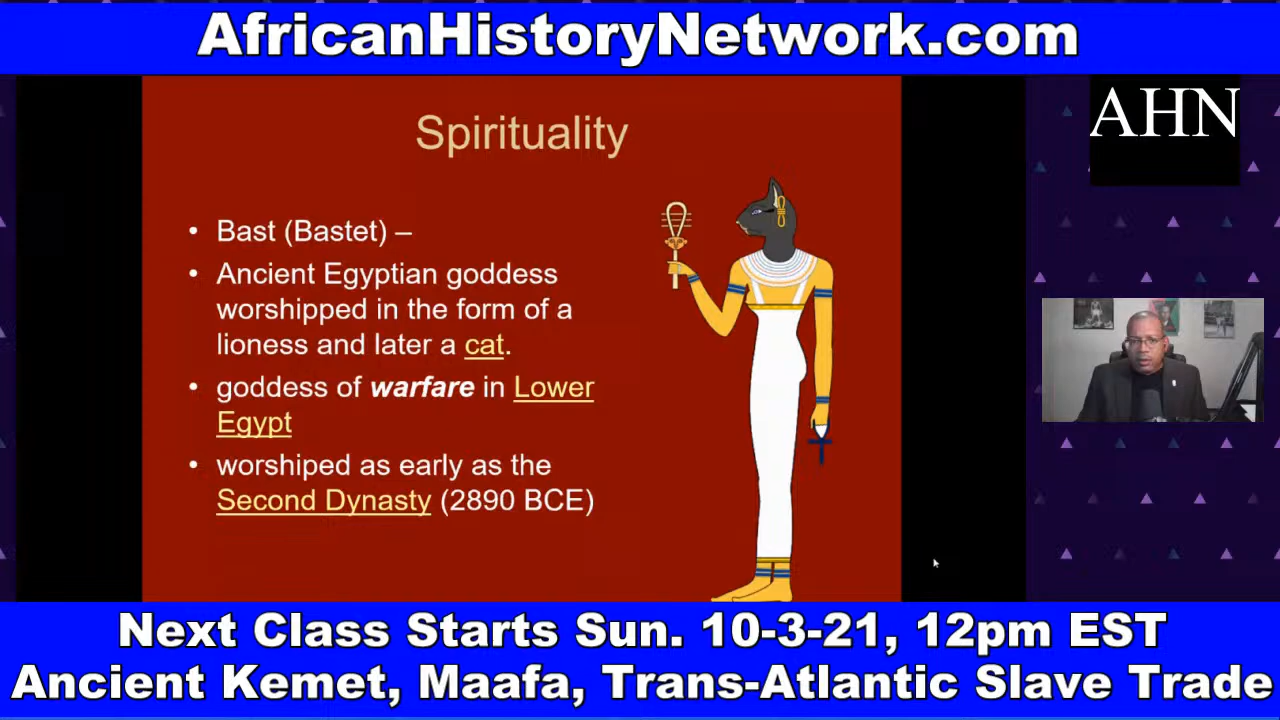 AfricanHistoryNetwork.com
AHN
Spirituality
• Bast (Bastet) –
• Ancient Egyptian goddess
worshipped in the form of a
lioness and later a cat.
• goddess of warfare in Lower
Egypt
• worshiped as early as the
Second Dynasty (2890 BCE)
Next Class Starts Sun. 10-3-21, 12pm EST
Ancient Kemet, Maafa, Trans-Atlantic Slave Trade